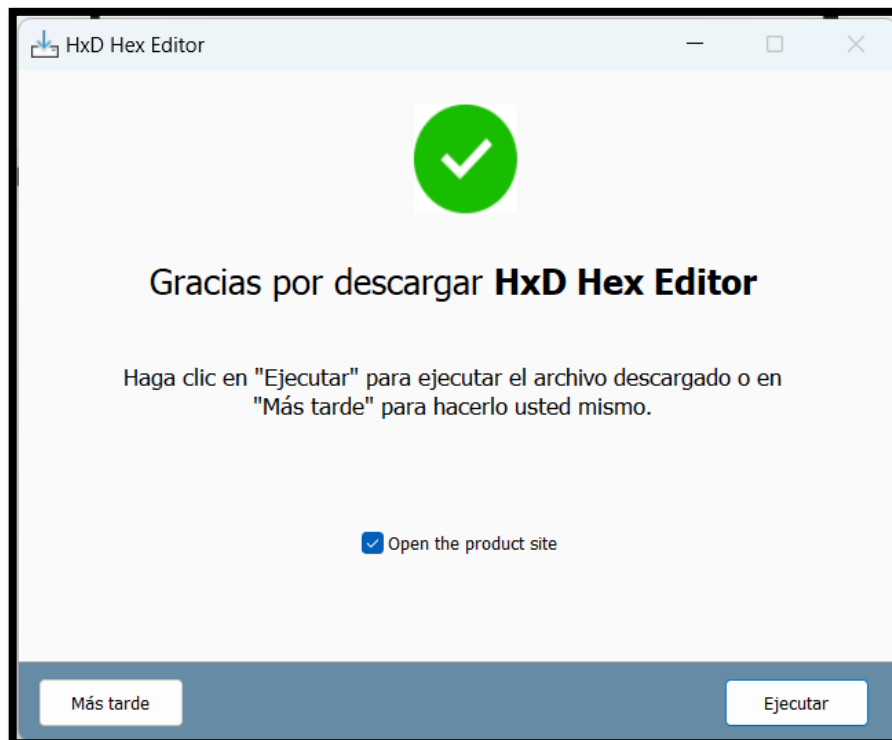 HxD Hex Editor
Gracias por descargar HxD Hex Editor
Haga clic en "Ejecutar" para ejecutar el archivo descargado o en
"Más tarde" para hacerlo usted mismo.
Open the product site
Más tarde
Ejecutar